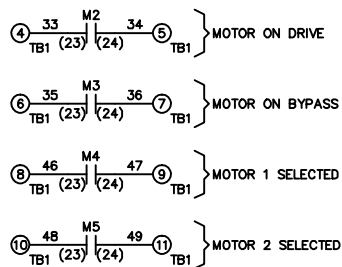 M2
33 34
4 5 MOTOR ON DRIVE
TB1 (23) (24) TB1
M3
35 36
6 7 MOTOR ON BYPASS
TB1 (23) (24) TB1
M4
46 47
8 9 MOTOR 1 SELECTED
TB1 (23) (24) TB1
M5
48 49
10 11 MOTOR 2 SELECTED
TB1 (23) (24) TB1